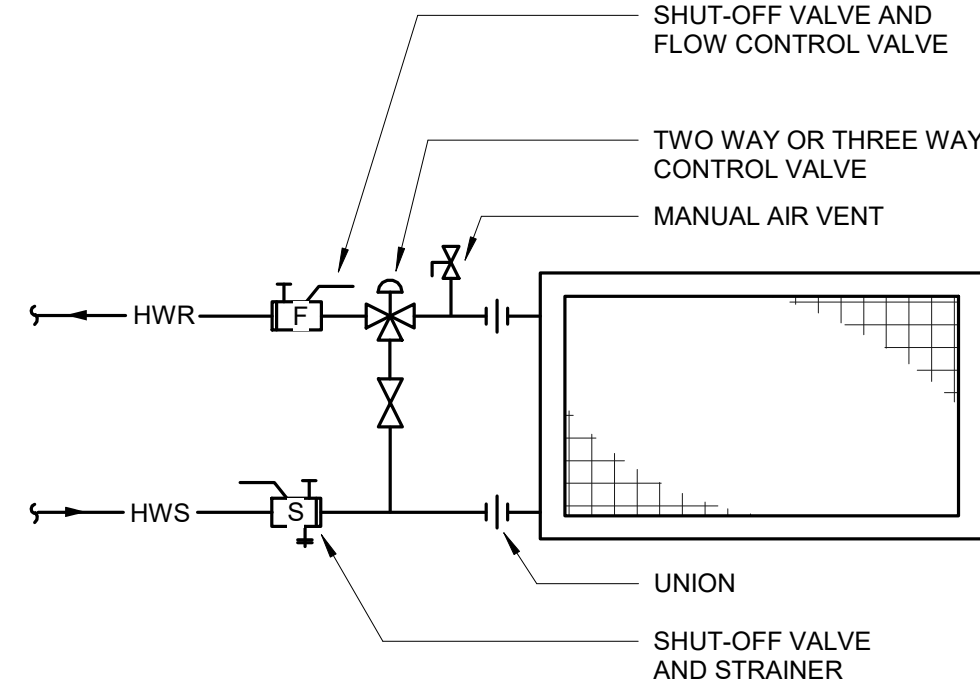 SHUT-OFF VALVE AND
FLOW CONTROL VALVE
TWO WAY OR THREE WAY
CONTROL VALVE
MANUAL AIR VENT
HWR
F
HWS
S
UNION
SHUT-OFF VALVE
AND STRAINER